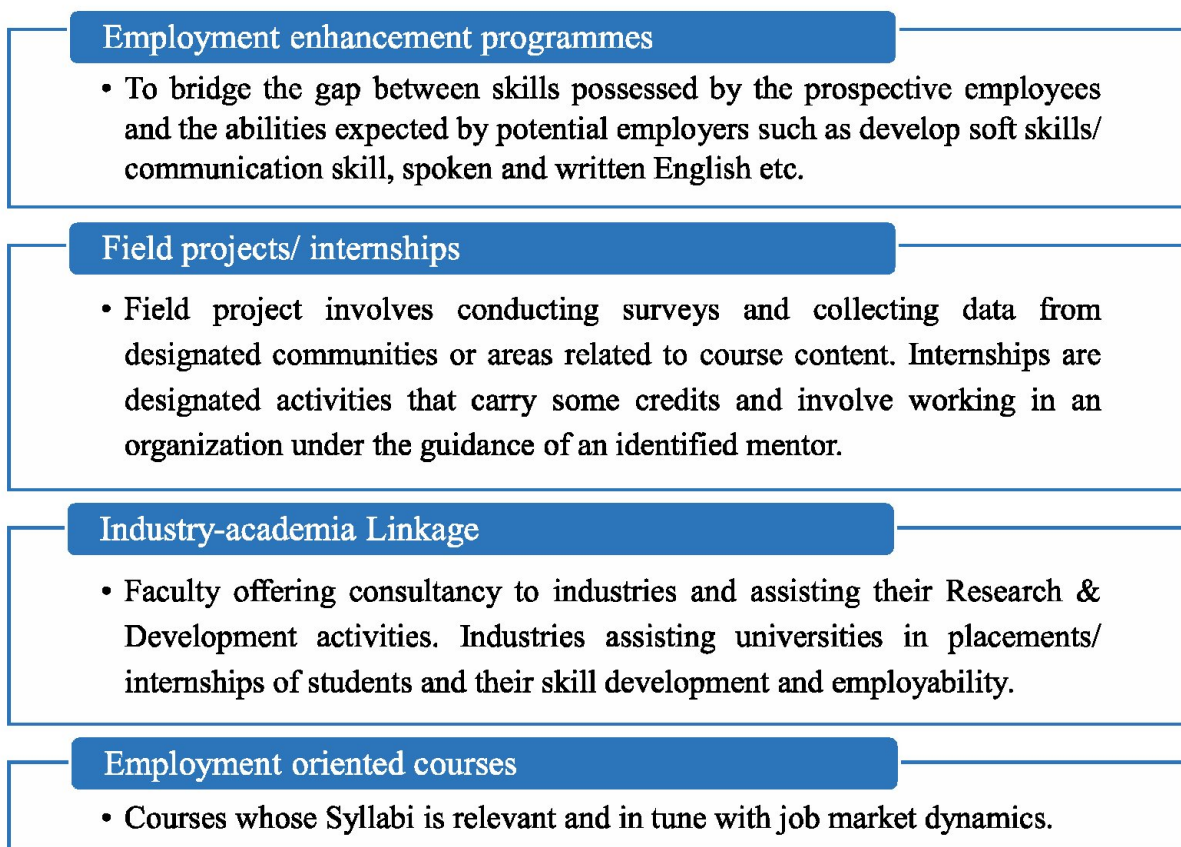 Employment enhancement programmes
• To bridge the gap between skills possessed by the prospective employees
and the abilities expected by potential employers such as develop soft skills/
communication skill, spoken and written English etc.
Field projects/ internships
• Field project involves conducting surveys and collecting data from
designated communities or areas related to course content. Internships are
designated activities that carry some credits and involve working in an
organization under the guidance of an identified mentor.
Industry-academia Linkage
• Faculty offering consultancy to industries and assisting their Research &
Development activities. Industries assisting universities in placements/
internships of students and their skill development and employability.
Employment oriented courses
• Courses whose Syllabi is relevant and in tune with job market dynamics.